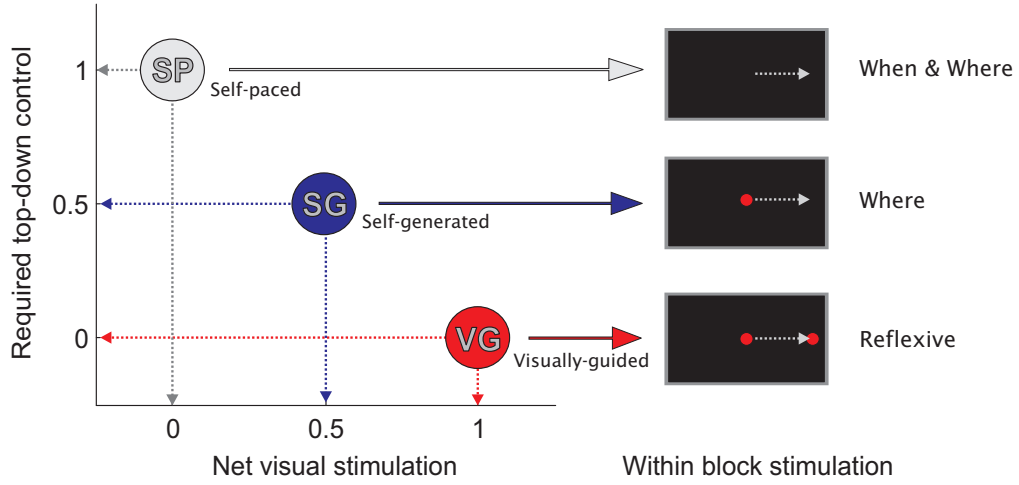 Required top-down control
1
SP
Self-paced
When & Where
0.5
SG
Self-generated
Where
0
VG
Visually-guided
Reflexive
0
0.5
1
Net visual stimulation
Within block stimulation